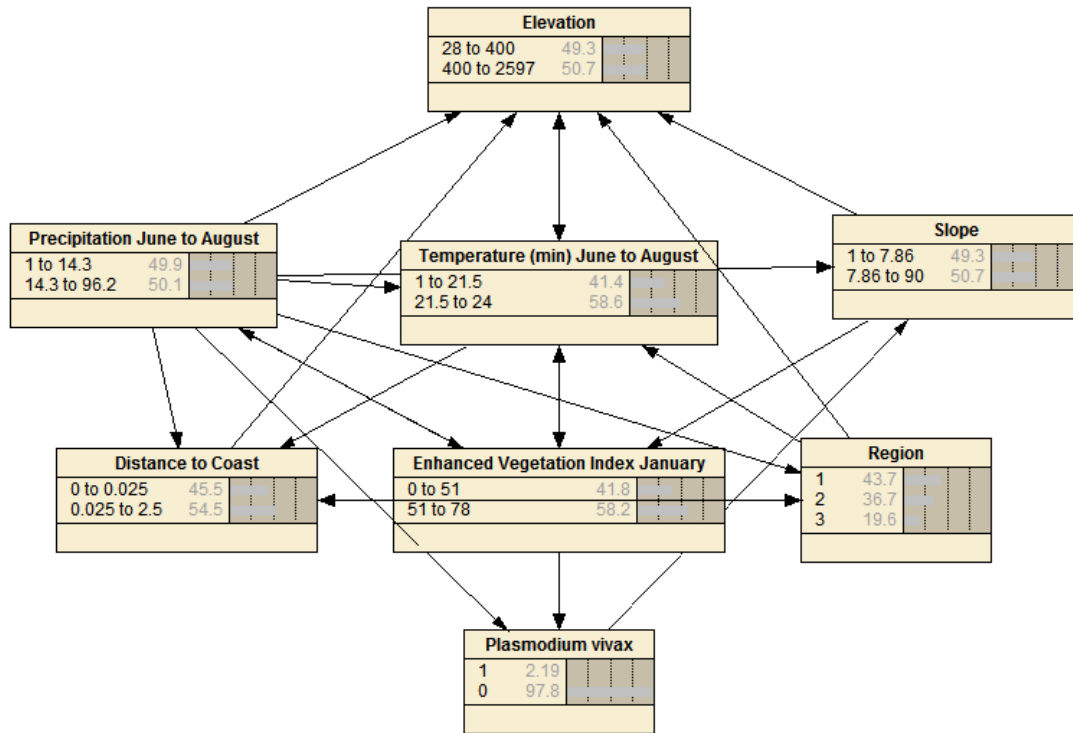 Elevation
28 to 400 49.3
400 to 2597 50.7
Precipitation June to August
1 to 14.3 49.9
14.3 to 96.2 50.1
Temperature (min) June to August
1 to 21.5 41.4
21.5 to 24 58.6
Slope
1 to 7.86 49.3
7.86 to 90 50.7
Distance to Coast
0 to 0.025 45.5
0.025 to 2.5 54.5
Enhanced Vegetation Index January
0 to 51 41.8
51 to 78 58.2
Region
1 43.7
2 36.7
3 19.6
Plasmodium vivax
1 2.19
0 97.8